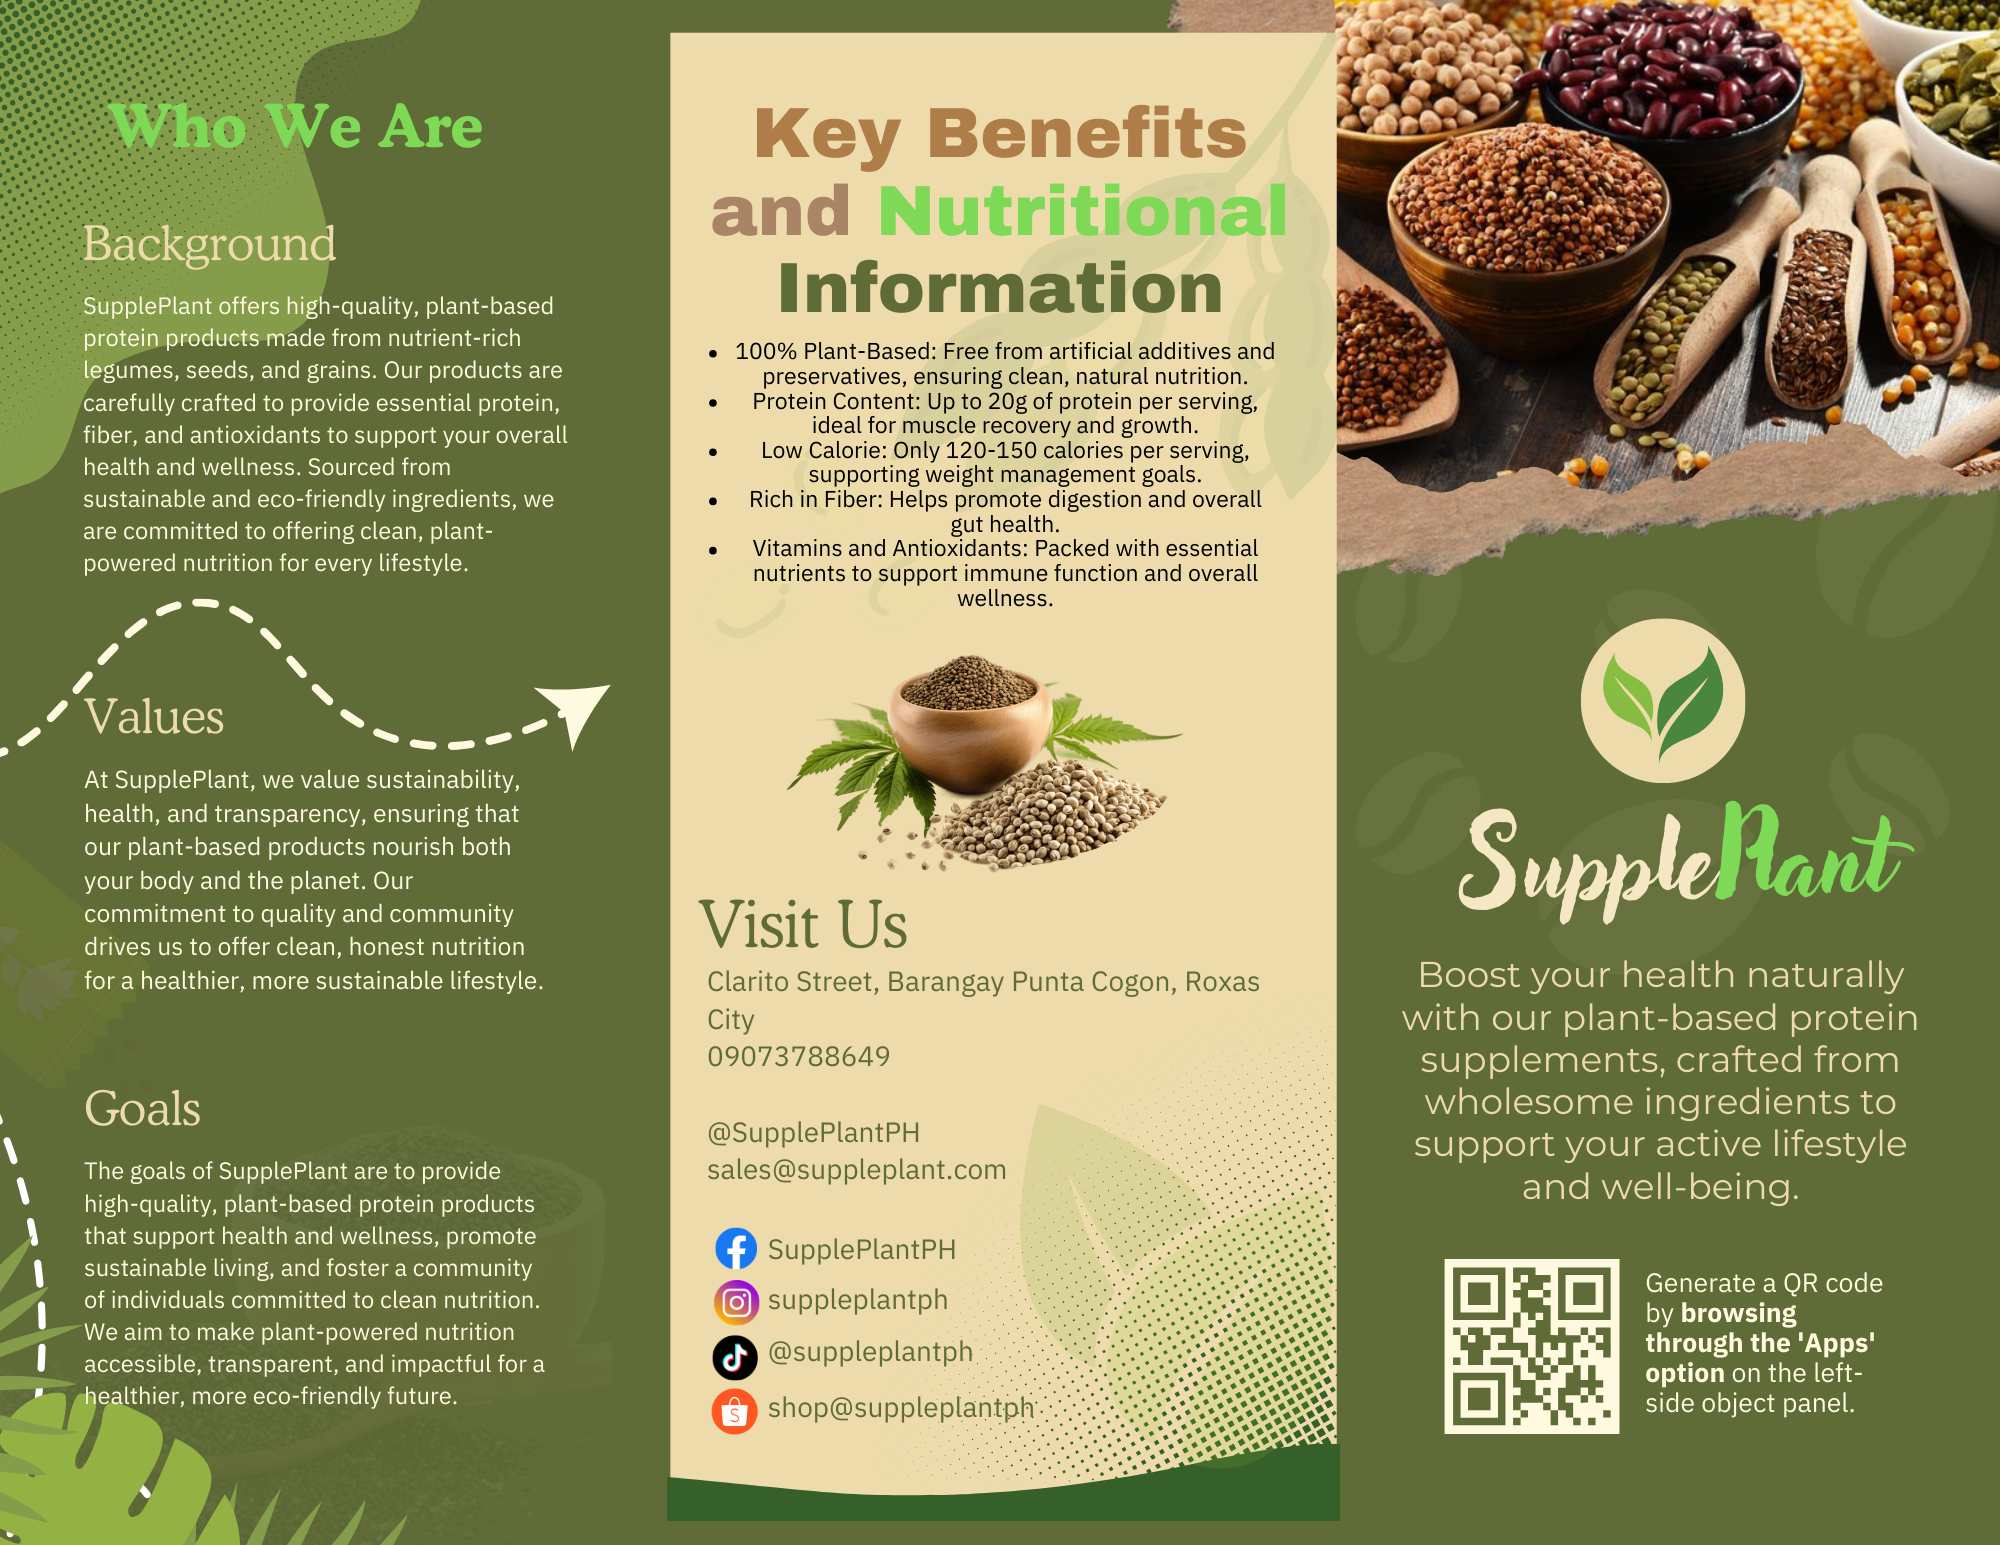 Who We Are
Background
SupplePlant offers high-quality, plant-based
protein products made from nutrient-rich
legumes, seeds, and grains. Our products are
carefully crafted to provide essential protein,
fiber, and antioxidants to support your overall
health and wellness. Sourced from
sustainable and eco-friendly ingredients, we
are committed to offering clean, plant-
powered nutrition for every lifestyle.
Values
At SupplePlant, we value sustainability,
health, and transparency, ensuring that
our plant-based products nourish both
your body and the planet. Our
commitment to quality and community
drives us to offer clean, honest nutrition
for a healthier, more sustainable lifestyle.
Goals
The goals of SupplePlant are to provide
high-quality, plant-based protein products
that support health and wellness, promote
sustainable living, and foster a community
of individuals committed to clean nutrition.
We aim to make plant-powered nutrition
accessible, transparent, and impactful for a
healthier, more eco-friendly future.
Key Benefits
and Nutritional
Information
• 100% Plant-Based: Free from artificial additives and
preservatives, ensuring clean, natural nutrition.
• Protein Content: Up to 20g of protein per serving,
ideal for muscle recovery and growth.
• Low Calorie: Only 120-150 calories per serving,
supporting weight management goals.
• Rich in Fiber: Helps promote digestion and overall
gut health.
• Vitamins and Antioxidants: Packed with essential
nutrients to support immune function and overall
wellness.
Visit Us
Clarito Street, Barangay Punta Cogon, Roxas
City
09073788649
@SupplePlantPH
sales@suppleplant.com
SupplePlantPH
suppleplantph
@suppleplantph
shop@suppleplantph
SupplePlant
Boost your health naturally
with our plant-based protein
supplements, crafted from
wholesome ingredients to
support your active lifestyle
and well-being.
Generate a QR code
by browsing
through the 'Apps'
option on the left-
side object panel.